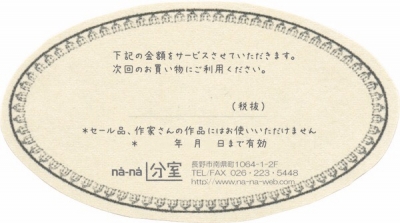 下記の金額をサービスさせていただきます。
次回のお買い物にご利用ください。
(税抜)
*セール品、作家さんの作品にはお使いいただけません
* 年 月 日まで有効
nà-ná 分室
長野市南県町1064-1-2F
TEL/FAX 026・223・5448
http://www.na-na-web.com